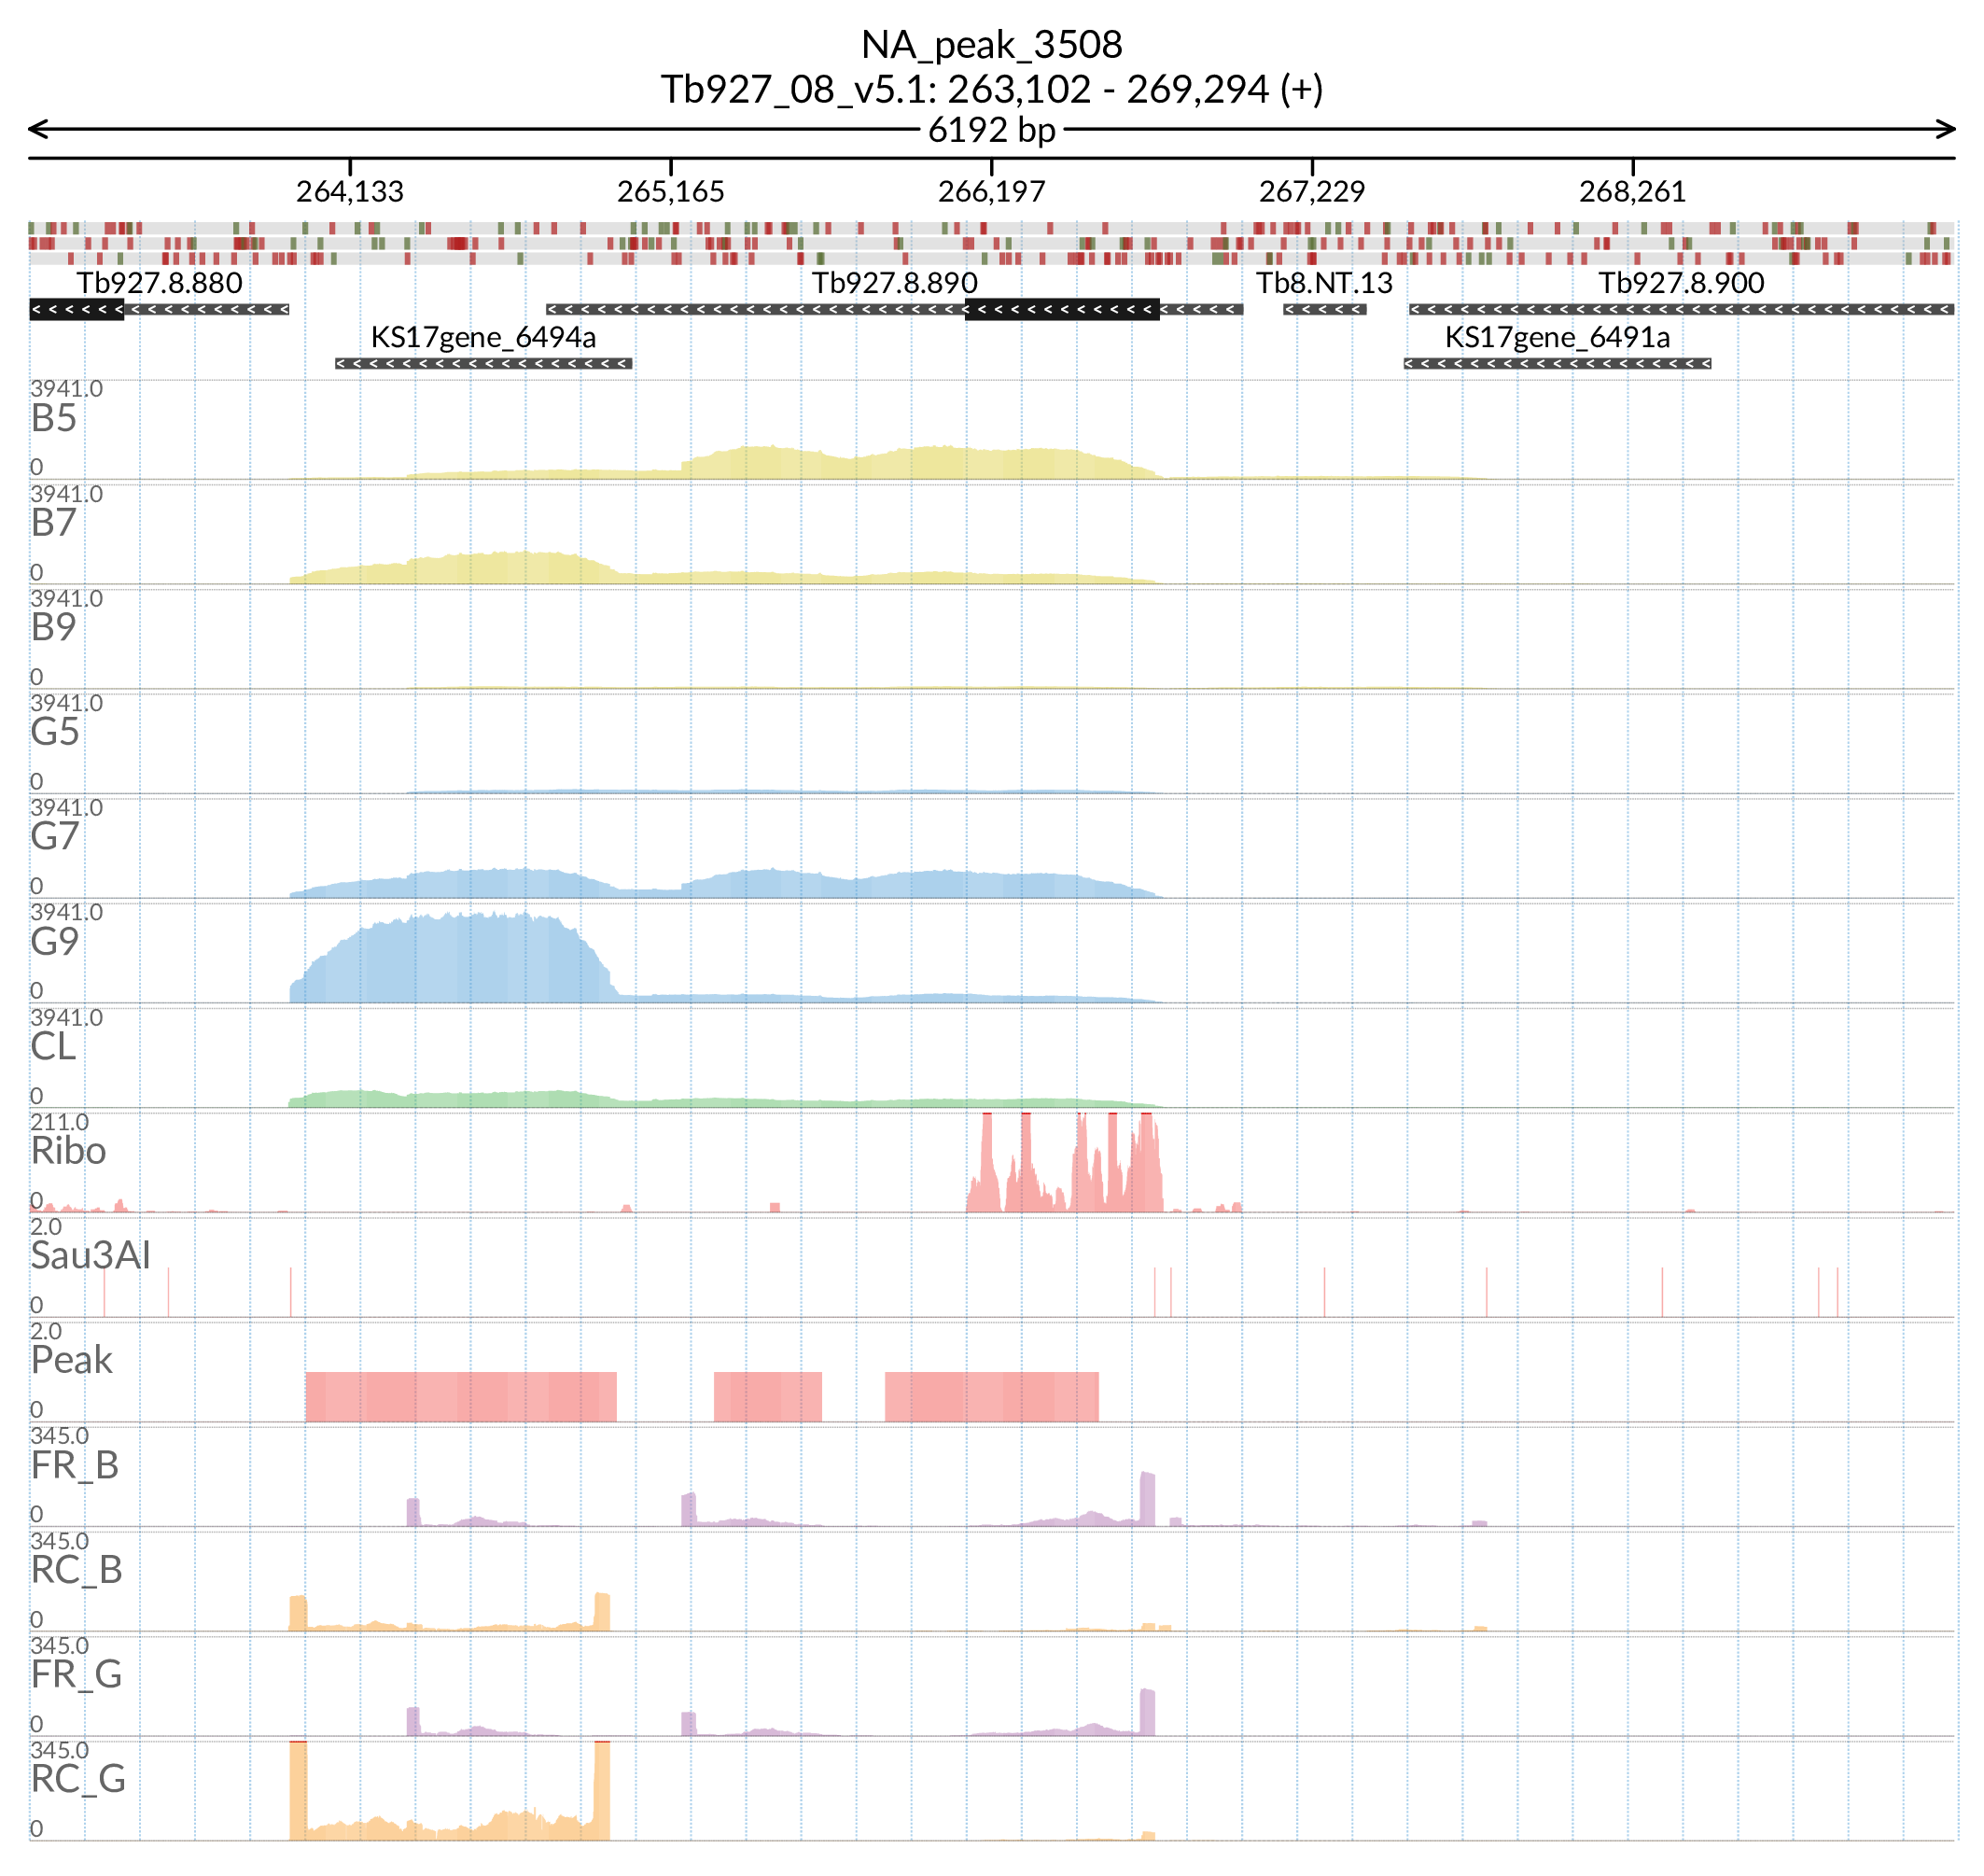 NA_peak_3508
Tb927_08_v5.1: 263,102 - 269,294 (+)
6192 bp
264,133 265,165 266,197 267,229 268,261
Tb927.8.880 Tb927.8.890 Tb8.NT.13 Tb927.8.900
KS17gene_6494a KS17gene_6491a
3941.0
B5
0
3941.0
B7
0
3941.0
B9
0
3941.0
G5
0
3941.0
G7
0
3941.0
G9
0
3941.0
CL
0
211.0
Ribo
0
2.0
Sau3AI
0
2.0
Peak
0
345.0
FR_B
0
345.0
RC_B
0
345.0
FR_G
0
345.0
RC_G
0